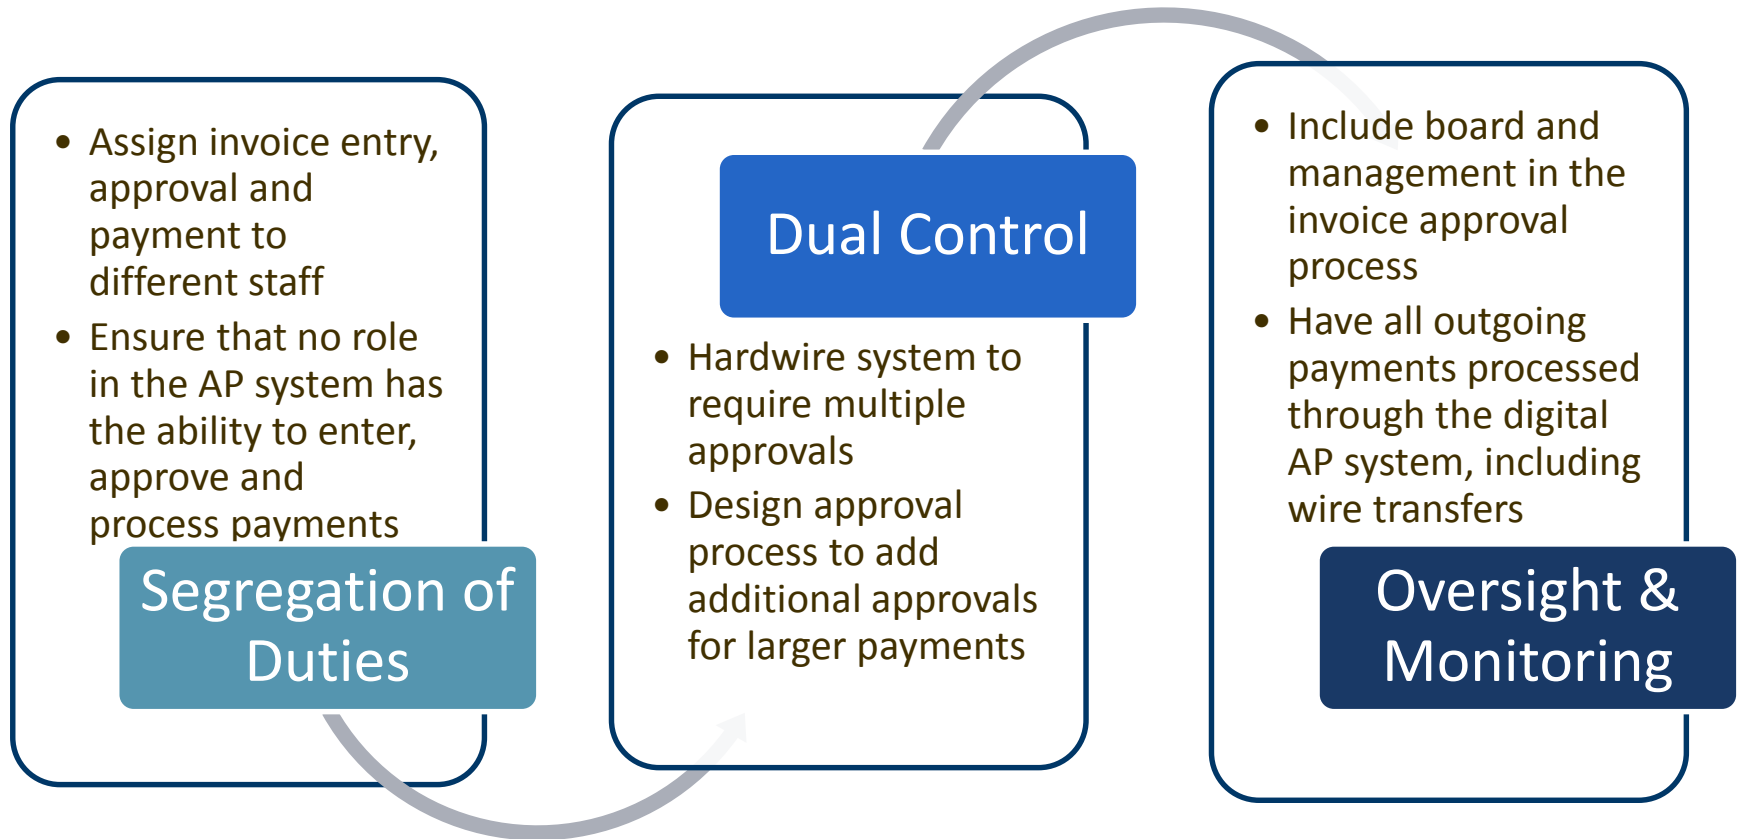 • Assign invoice entry,
approval and
payment to
different staff
• Ensure that no role
in the AP system has
the ability to enter,
approve and
process payments
Segregation of
Duties
Dual Control
• Hardwire system to
require multiple
approvals
• Design approval
process to add
additional approvals
for larger payments
• Include board and
management in the
invoice approval
process
• Have all outgoing
payments processed
through the digital
AP system, including
wire transfers
Oversight &
Monitoring